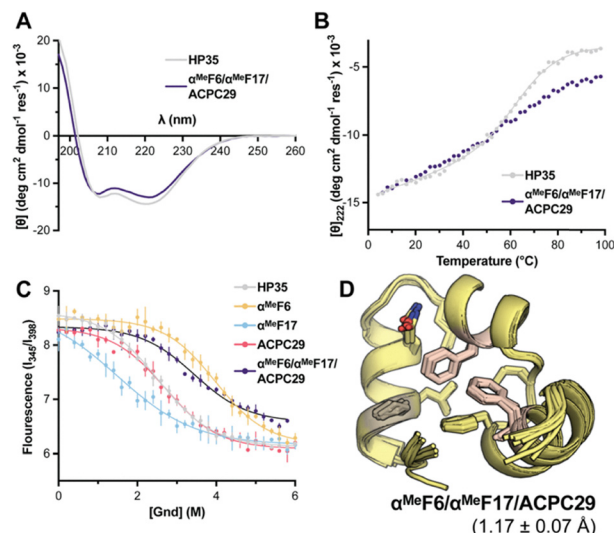 A
[θ] (deg cm² dmol⁻¹ res⁻¹) x 10⁻³
20
10
0
-10
-20
HP35
αMeF6/αMeF17/
ACPC29
λ (nm)
200 210 220 230 240 250 260
B
[θ]222 (deg cm² dmol⁻¹ res⁻¹) x 10⁻³
-5
-10
-15
HP35
αMeF6/αMeF17/
ACPC29
0 20 40 60 80 100
Temperature (°C)
C
Flourescence (I345/I398)
9
8
7
6
HP35
αMeF6
αMeF17
ACPC29
αMeF6/αMeF17/
ACPC29
0 2 4 6
[Gnd] (M)
D
αMeF6/αMeF17/ACPC29
(1.17 ± 0.07 Å)